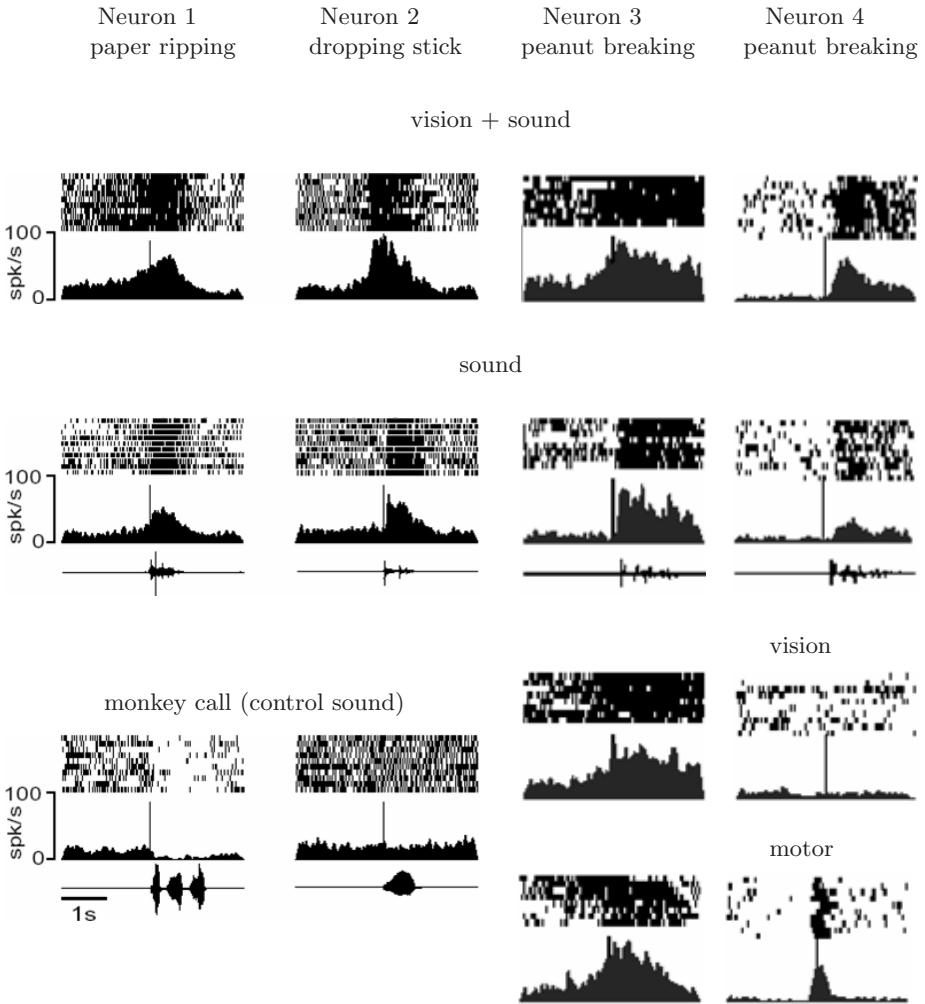 Neuron 1 Neuron 2 Neuron 3 Neuron 4
paper ripping dropping stick peanut breaking peanut breaking
vision + sound
100
spk/s
0
sound
100
spk/s
0
vision
monkey call (control sound)
100
spk/s
0
motor
1s